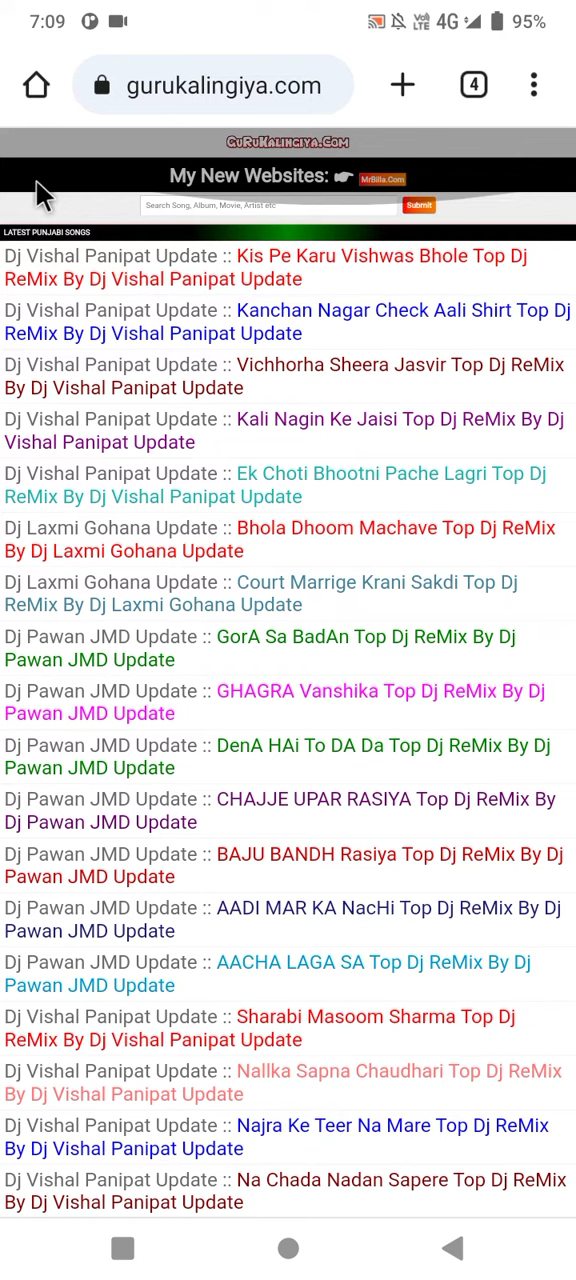 7:09
Vo)
LTE
4G
95%
gurukalingiya.com
4
GuRuKalingiya.Com
My New Websites: MrBilla.Com
Search Song, Album, Movie, Artist etc
Submit
LATEST PUNJABI SONGS
Dj Vishal Panipat Update :: Kis Pe Karu Vishwas Bhole Top Dj
ReMix By Dj Vishal Panipat Update
Dj Vishal Panipat Update :: Kanchan Nagar Check Aali Shirt Top Dj
ReMix By Dj Vishal Panipat Update
Dj Vishal Panipat Update :: Vichhorha Sheera Jasvir Top Dj ReMix
By Dj Vishal Panipat Update
Dj Vishal Panipat Update :: Kali Nagin Ke Jaisi Top Dj ReMix By Dj
Vishal Panipat Update
Dj Vishal Panipat Update :: Ek Choti Bhootni Pache Lagri Top Dj
ReMix By Dj Vishal Panipat Update
Dj Laxmi Gohana Update :: Bhola Dhoom Machave Top Dj ReMix
By Dj Laxmi Gohana Update
Dj Laxmi Gohana Update :: Court Marrige Krani Sakdi Top Dj
ReMix By Dj Laxmi Gohana Update
Dj Pawan JMD Update :: GorA Sa BadAn Top Dj ReMix By Dj
Pawan JMD Update
Dj Pawan JMD Update :: GHAGRA Vanshika Top Dj ReMix By Dj
Pawan JMD Update
Dj Pawan JMD Update :: DenA HAi To DA Da Top Dj ReMix By Dj
Pawan JMD Update
Dj Pawan JMD Update :: CHAJJE UPAR RASIYA Top Dj ReMix By
Dj Pawan JMD Update
Dj Pawan JMD Update :: BAJU BANDH Rasiya Top Dj ReMix By Dj
Pawan JMD Update
Dj Pawan JMD Update :: AADI MAR KA NacHi Top Dj ReMix By Dj
Pawan JMD Update
Dj Pawan JMD Update :: AACHA LAGA SA Top Dj ReMix By Dj
Pawan JMD Update
Dj Vishal Panipat Update :: Sharabi Masoom Sharma Top Dj
ReMix By Dj Vishal Panipat Update
Dj Vishal Panipat Update :: Nallka Sapna Chaudhari Top Dj ReMix
By Dj Vishal Panipat Update
Dj Vishal Panipat Update :: Najra Ke Teer Na Mare Top Dj ReMix
By Dj Vishal Panipat Update
Dj Vishal Panipat Update :: Na Chada Nadan Sapere Top Dj ReMix
By Dj Vishal Panipat Update